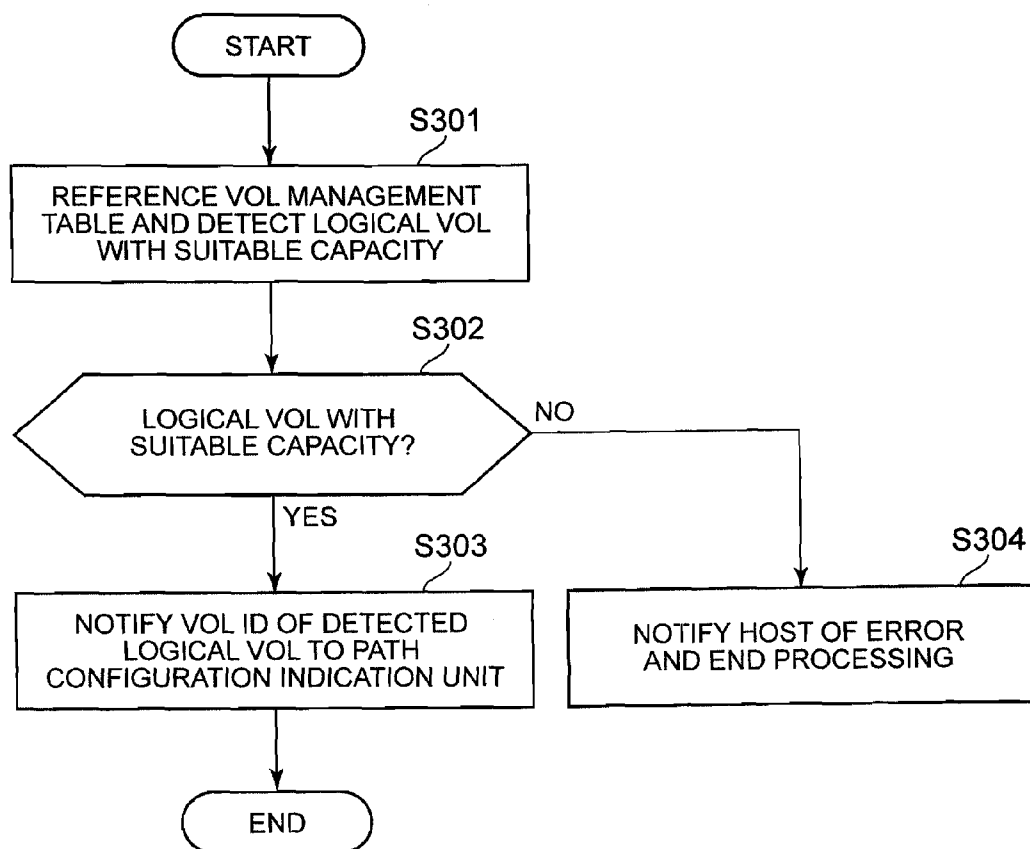 START
S301
REFERENCE VOL MANAGEMENT
TABLE AND DETECT LOGICAL VOL
WITH SUITABLE CAPACITY
S302
LOGICAL VOL WITH
SUITABLE CAPACITY?
NO
YES
S303
NOTIFY VOL ID OF DETECTED
LOGICAL VOL TO PATH
CONFIGURATION INDICATION UNIT
S304
NOTIFY HOST OF ERROR
AND END PROCESSING
END